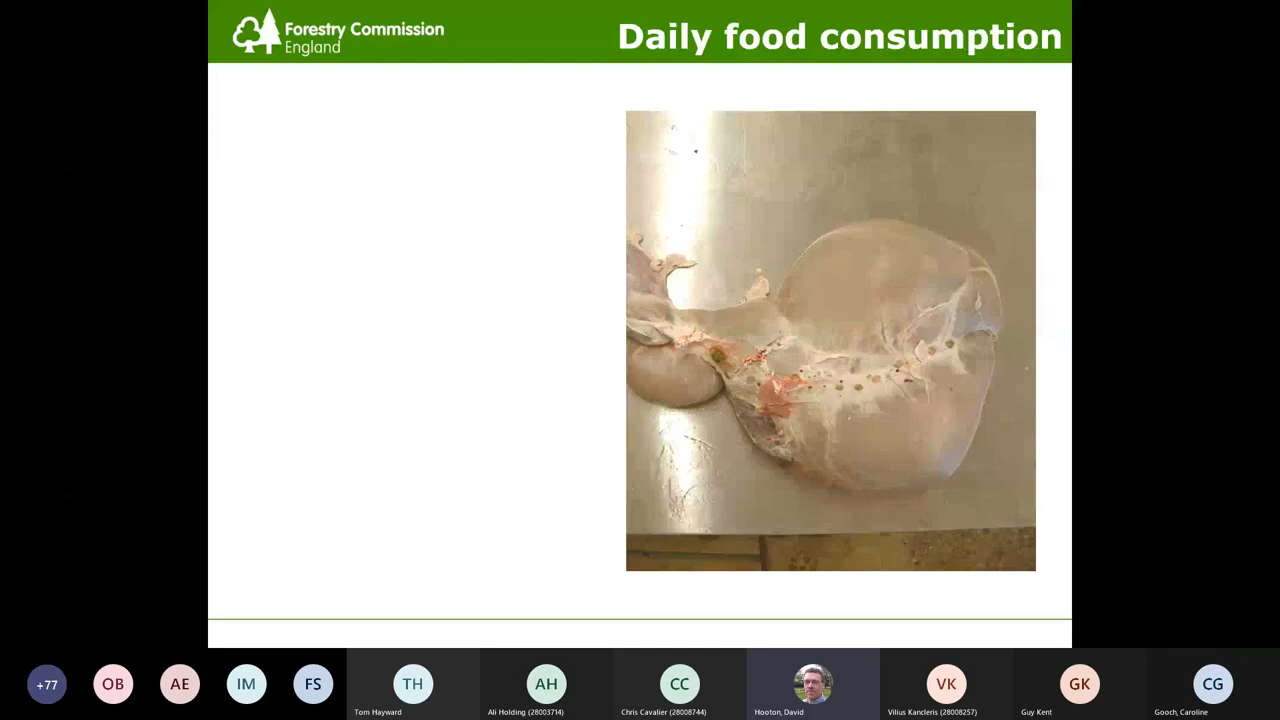 Forestry Commission
England
Daily food consumption
+77
OB
AE
IM
FS
TH
AH
CC
VK
GK
CG
Tom Hayward
Ali Holding (28003714)
Chris Cavalier (28008744)
Hooton, David
Vilius Kancleris (28008257)
Guy Kent
Gooch, Caroline